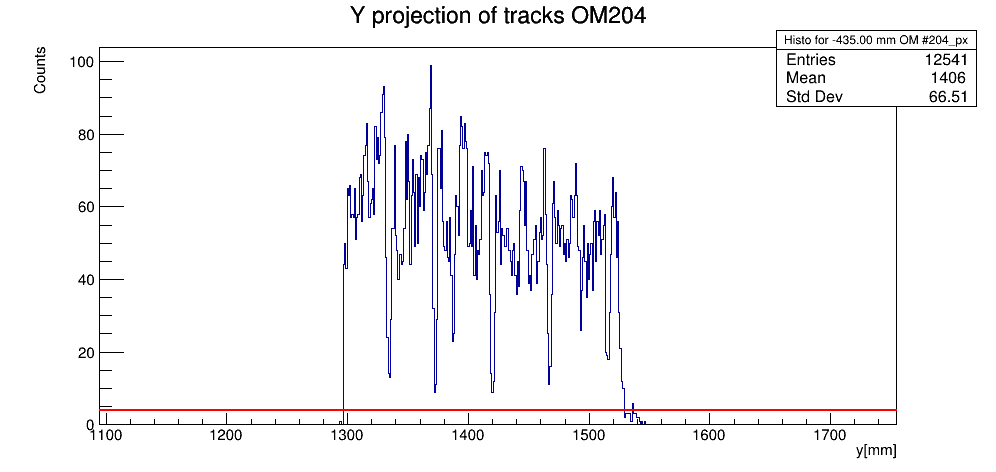 Y projection of tracks OM204
Histo for -435.00 mm OM #204_px
Entries 12541
Mean 1406
Std Dev 66.51
Counts
100
80
60
40
20
0
1100 1200 1300 1400 1500 1600 1700
y[mm]